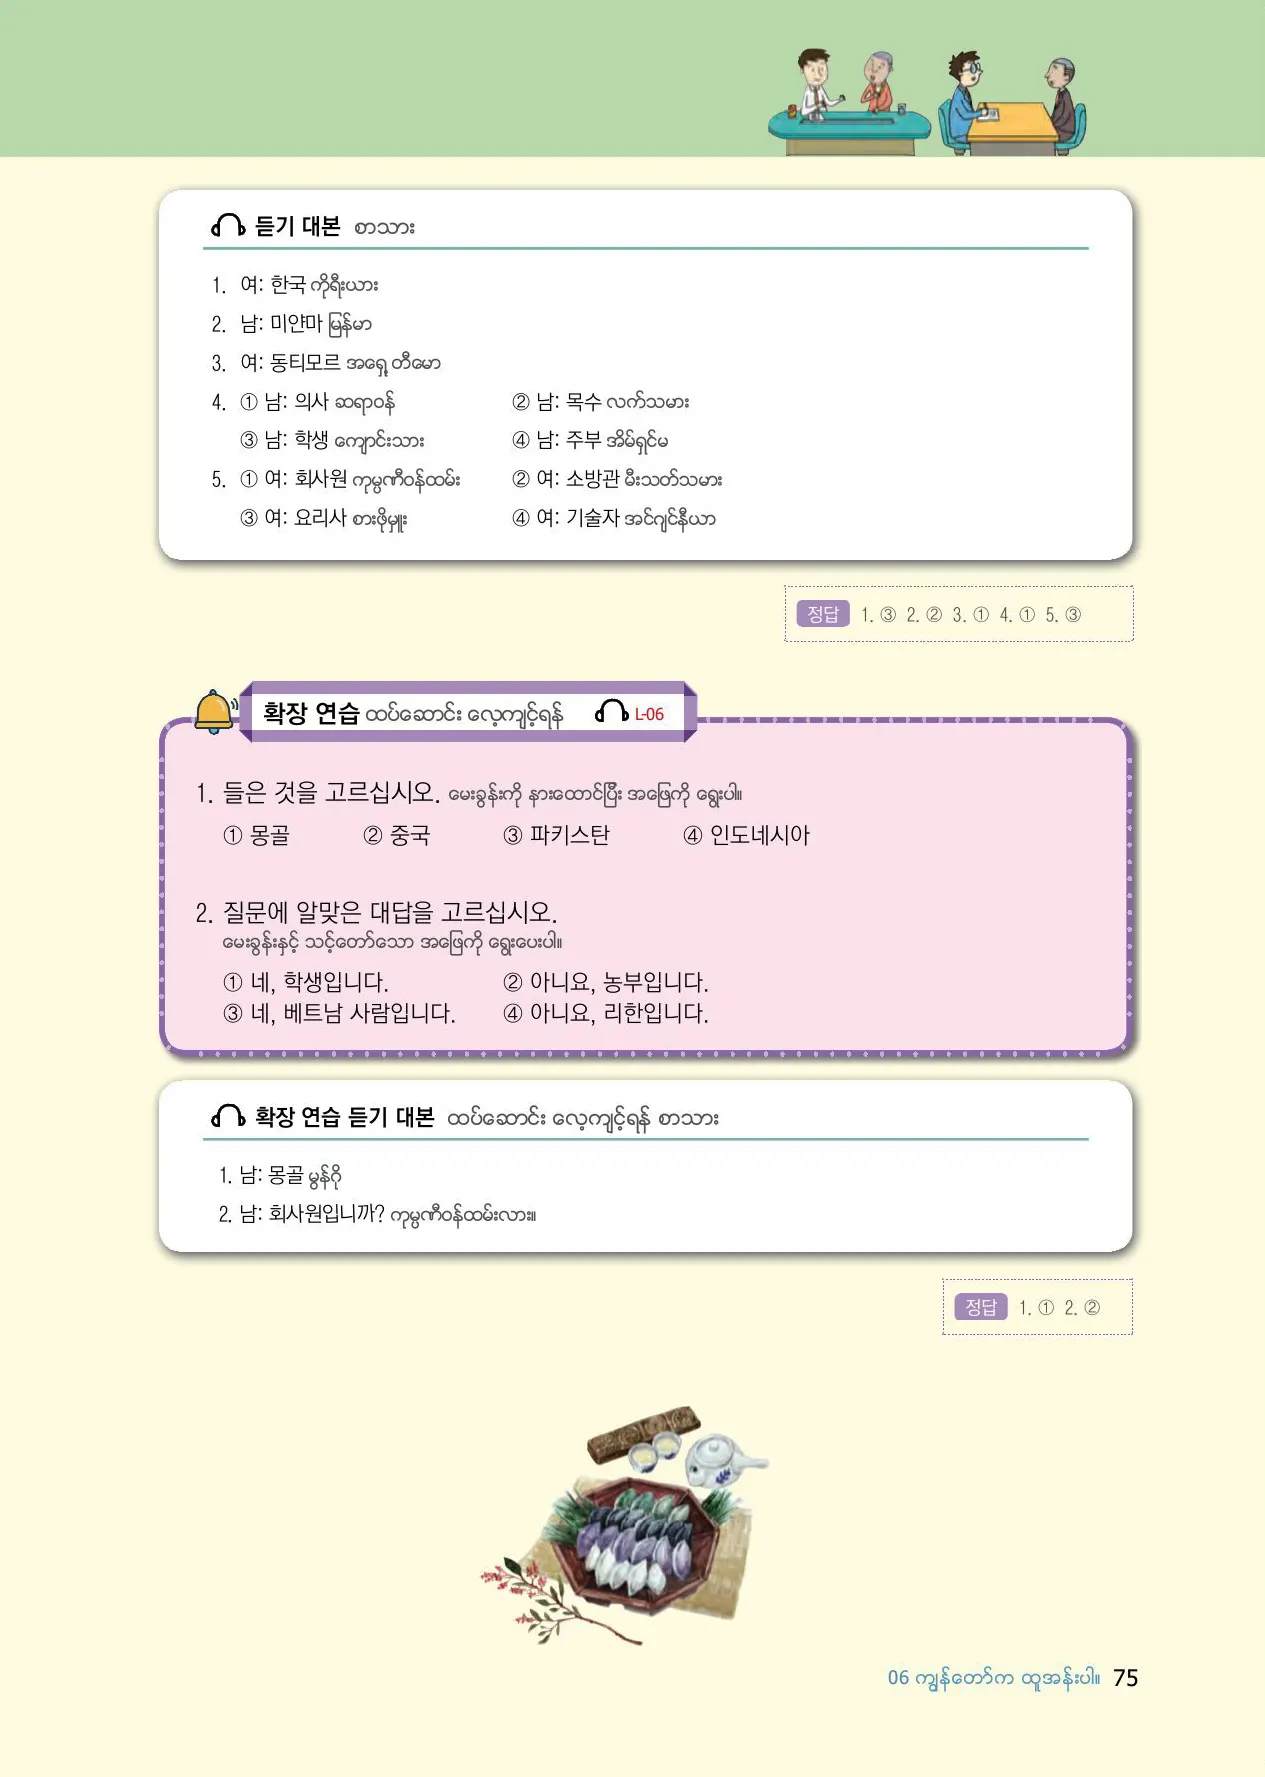 듣기 대본 စာသား
1. 여: 한국 ကိုရီးယား
2. 남: 미얀마 မြန်မာ
3. 여: 동티모르 အရှေ့တီမော
4. ① 남: 의사 ဆရာဝန် ② 남: 목수 လက်သမား
③ 남: 학생 ကျောင်းသား ④ 남: 주부 အိမ်ရှင်မ
5. ① 여: 회사원 ကုမ္ပဏီဝန်ထမ်း ② 여: 소방관 မီးသတ်သမား
③ 여: 요리사 စားဖိုမှူး ④ 여: 기술자 အင်ဂျင်နီယာ
정답 1. ③ 2. ② 3. ① 4. ① 5. ③
확장 연습 ထပ်ဆောင်း လေ့ကျင့်ရန် L-06
1. 들은 것을 고르십시오. မေးခွန်းကို နားထောင်ပြီး အဖြေကို ရွေးပါ။
① 몽골 ② 중국 ③ 파키스탄 ④ 인도네시아
2. 질문에 알맞은 대답을 고르십시오.
မေးခွန်းနှင့် သင့်တော်သော အဖြေကို ရွေးပေးပါ။
① 네, 학생입니다. ② 아니요, 농부입니다.
③ 네, 베트남 사람입니다. ④ 아니요, 리한입니다.
확장 연습 듣기 대본 ထပ်ဆောင်း လေ့ကျင့်ရန် စာသား
1. 남: 몽골 မွန်ဂို
2. 남: 회사원입니까? ကုမ္ပဏီဝန်ထမ်းလား။
정답 1. ① 2. ②
06 ကျွန်တော်က ထူအန်းပါ။ 75